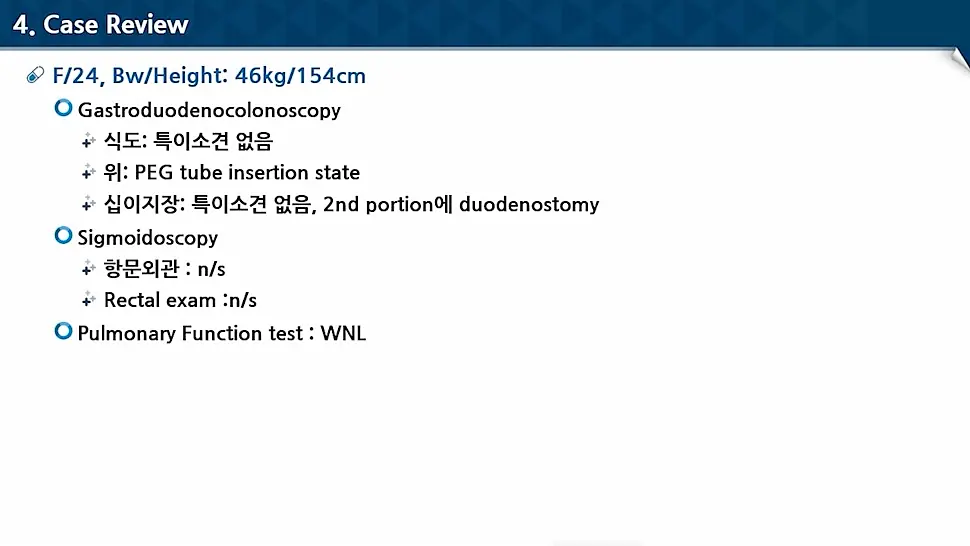 4. Case Review
F/24, Bw/Height: 46kg/154cm
Gastroduodenocolonoscopy
식도: 특이소견 없음
위: PEG tube insertion state
십이지장: 특이소견 없음, 2nd portion에 duodenostomy
Sigmoidoscopy
항문외관 : n/s
Rectal exam :n/s
Pulmonary Function test : WNL